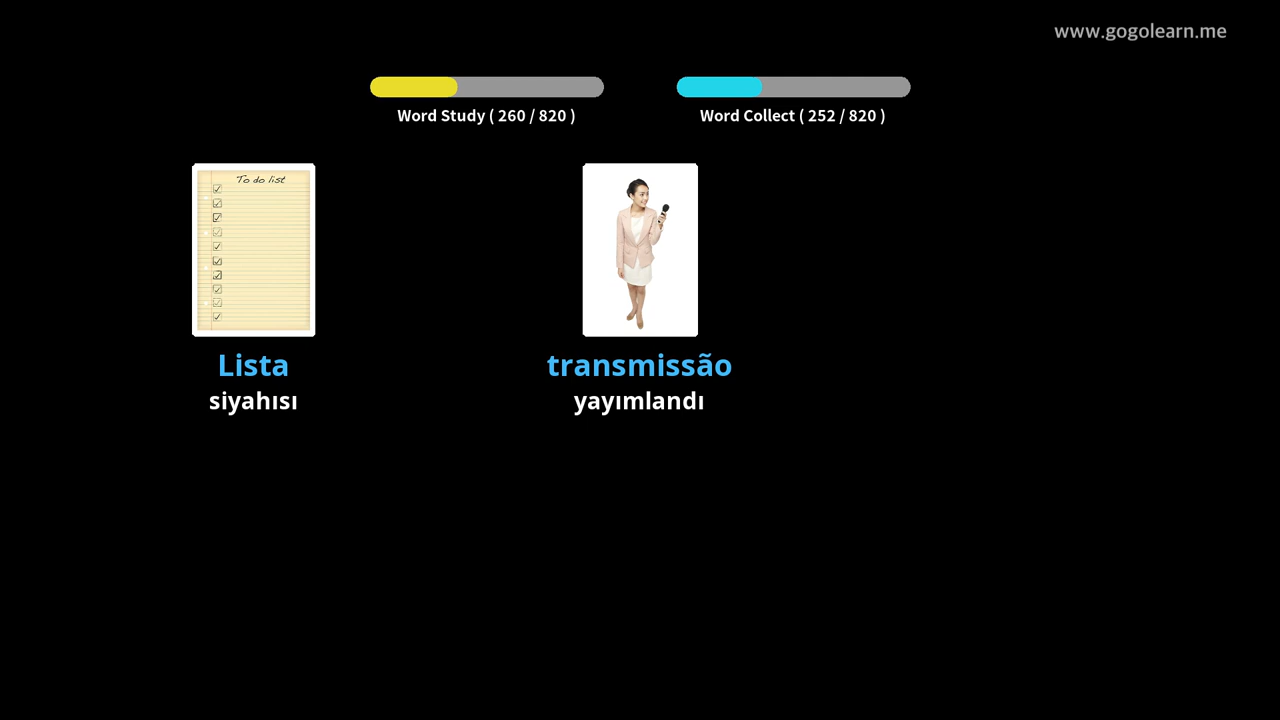 www.gogolearn.me
Word Study ( 260 / 820 )
Word Collect ( 252 / 820 )
To do list
Lista
siyahısı
transmissão
yayımlandı